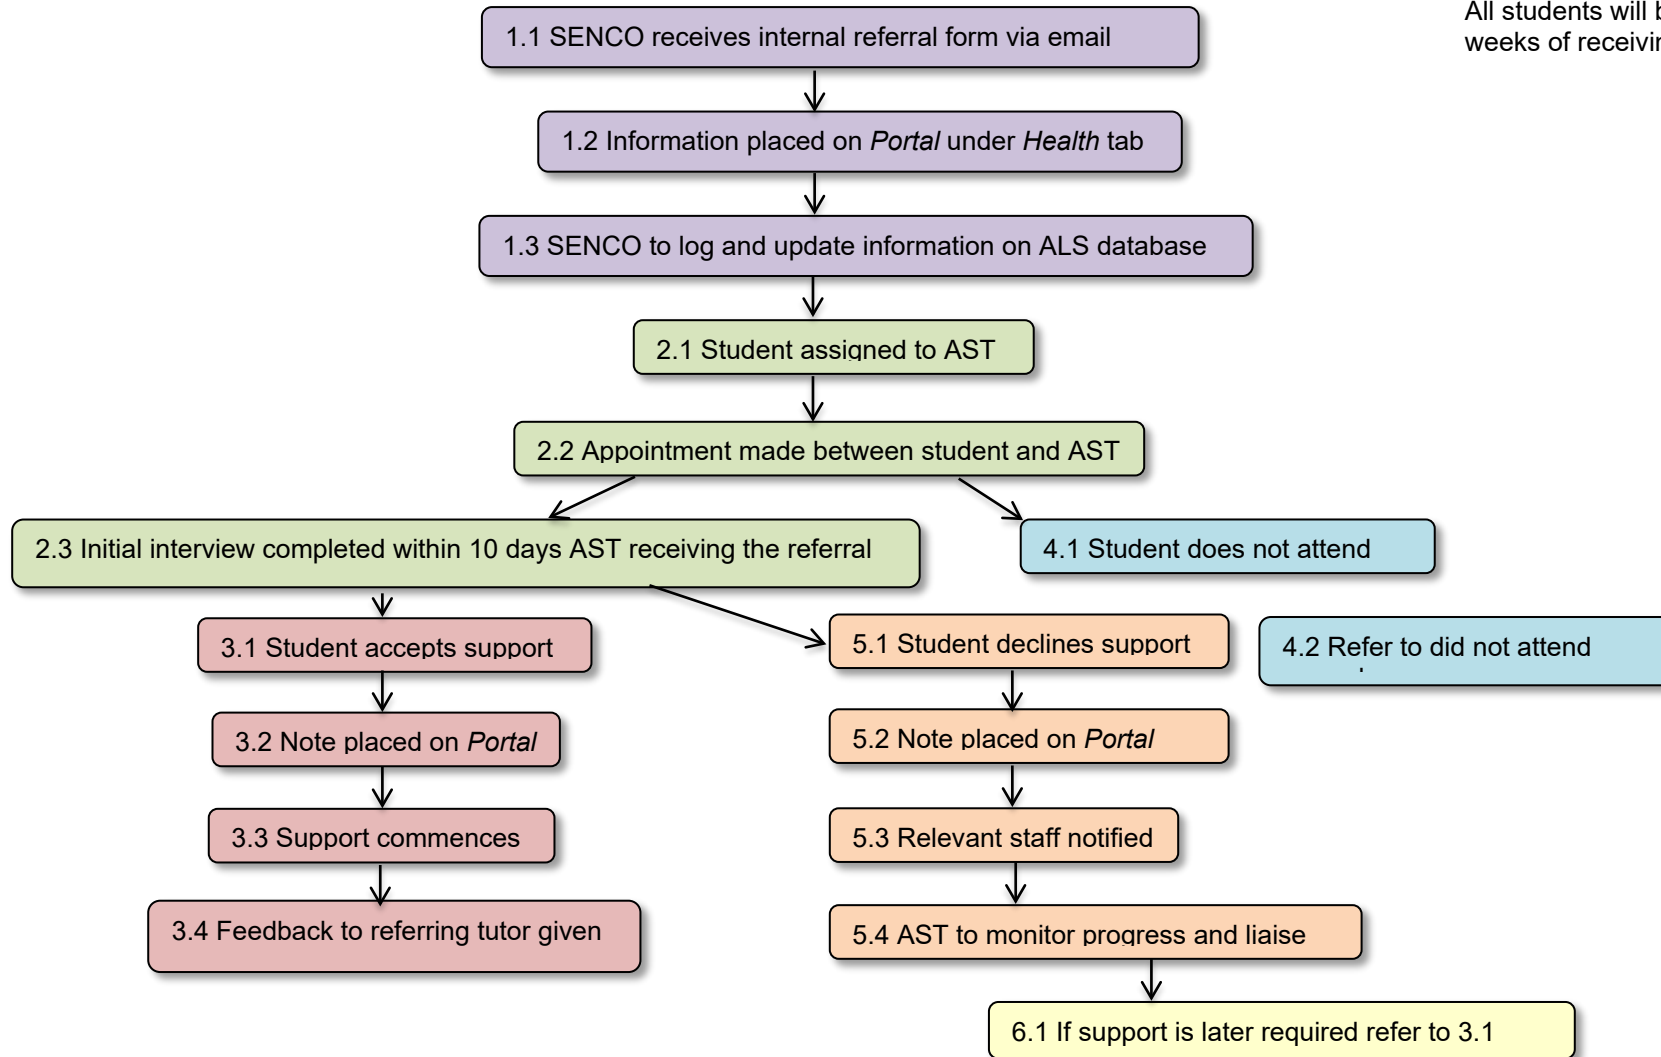 All students will
weeks of
1.1 SENCO receives internal referral form via email
1.2 Information placed on Portal under Health tab
1.3 SENCO to log and update information on ALS database
2.1 Student assigned to AST
2.2 Appointment made between student and AST
2.3 Initial interview completed within 10 days AST receiving the referral
4.1 Student does not attend
3.1 Student accepts support
5.1 Student declines support
4.2 Refer to did not attend
3.2 Note placed on Portal
5.2 Note placed on Portal
3.3 Support commences
5.3 Relevant staff notified
3.4 Feedback to referring tutor given
5.4 AST to monitor progress and liaise
6.1 If support is later required refer to 3.1